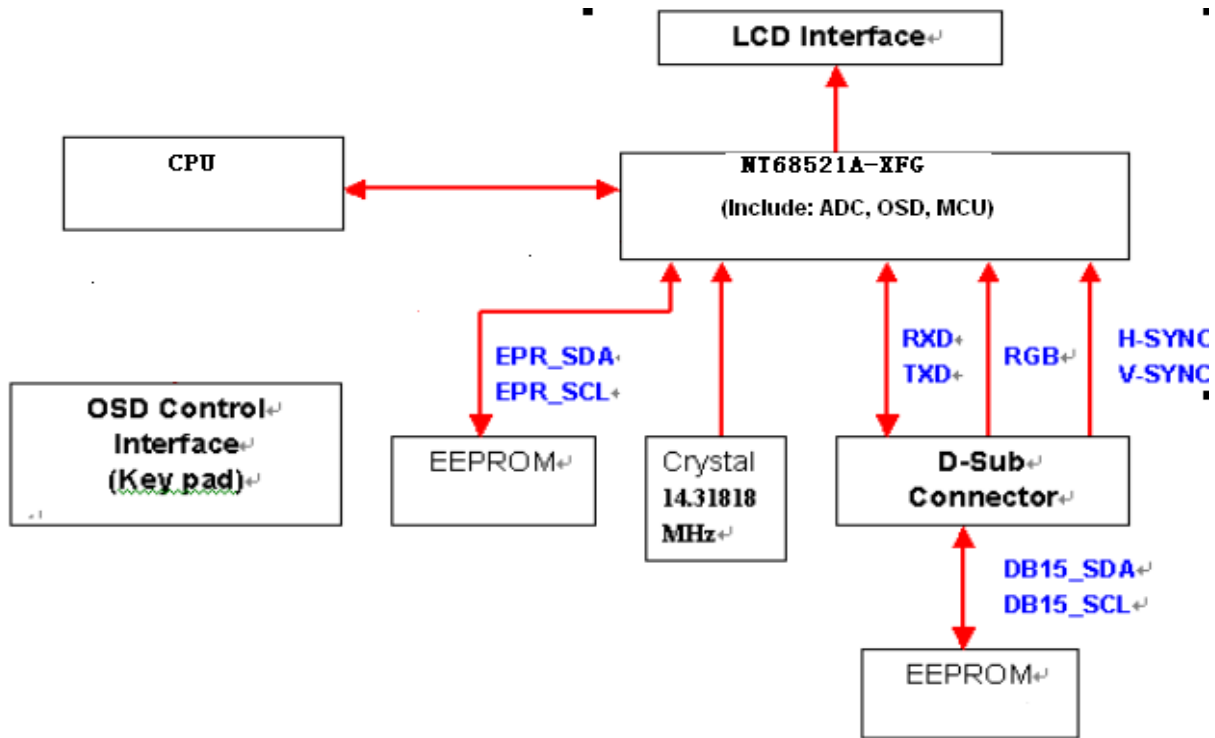 LCD Interface
CPU
NT68521A-XFG
(Include: ADC, OSD, MCU)
EPR_SDA
EPR_SCL
RXD
TXD
RGB
H-SYNC
V-SYNC
OSD Control
Interface
(Key pad)
EEPROM
Crystal
14.31818
MHz
D-Sub
Connector
DB15_SDA
DB15_SCL
EEPROM